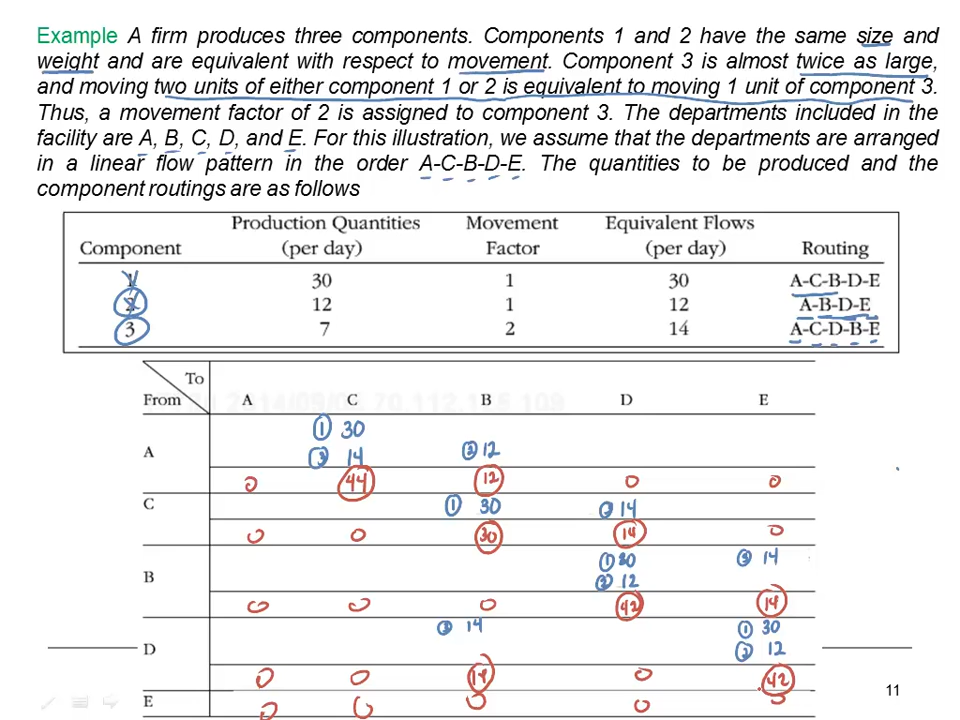 Example A firm produces three components. Components 1 and 2 have the same size and
weight and are equivalent with respect to movement. Component 3 is almost twice as large,
and moving two units of either component 1 or 2 is equivalent to moving 1 unit of component 3.
Thus, a movement factor of 2 is assigned to component 3. The departments included in the
facility are A, B, C, D, and E. For this illustration, we assume that the departments are arranged
in a linear flow pattern in the order A-C-B-D-E. The quantities to be produced and the
component routings are as follows
Production Quantities Movement Equivalent Flows
Component (per day) Factor (per day) Routing
1 30 1 30 A-C-B-D-E
2 12 1 12 A-B-D-E
3 7 2 14 A-C-D-B-E
To
From A C B D E
① 30
A ③ 14 ② 12
0 44 12 0 0
C ① 30 14
0 0 30 14 0
① 30 ③ 14
B ② 12
0 0 0 42 14
③ 14 ① 30
D ② 12
0 0 14 0 42
E 0 0 0 0 0
11